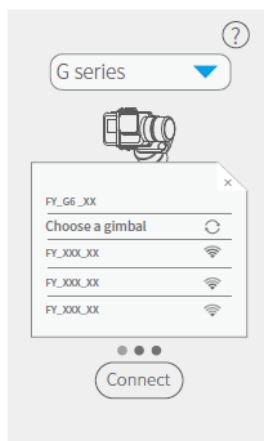 ?
G series
×
FY_G6 _XX
Choose a gimbal
FY_XXX_XX
FY_XXX_XX
FY_XXX_XX
Connect